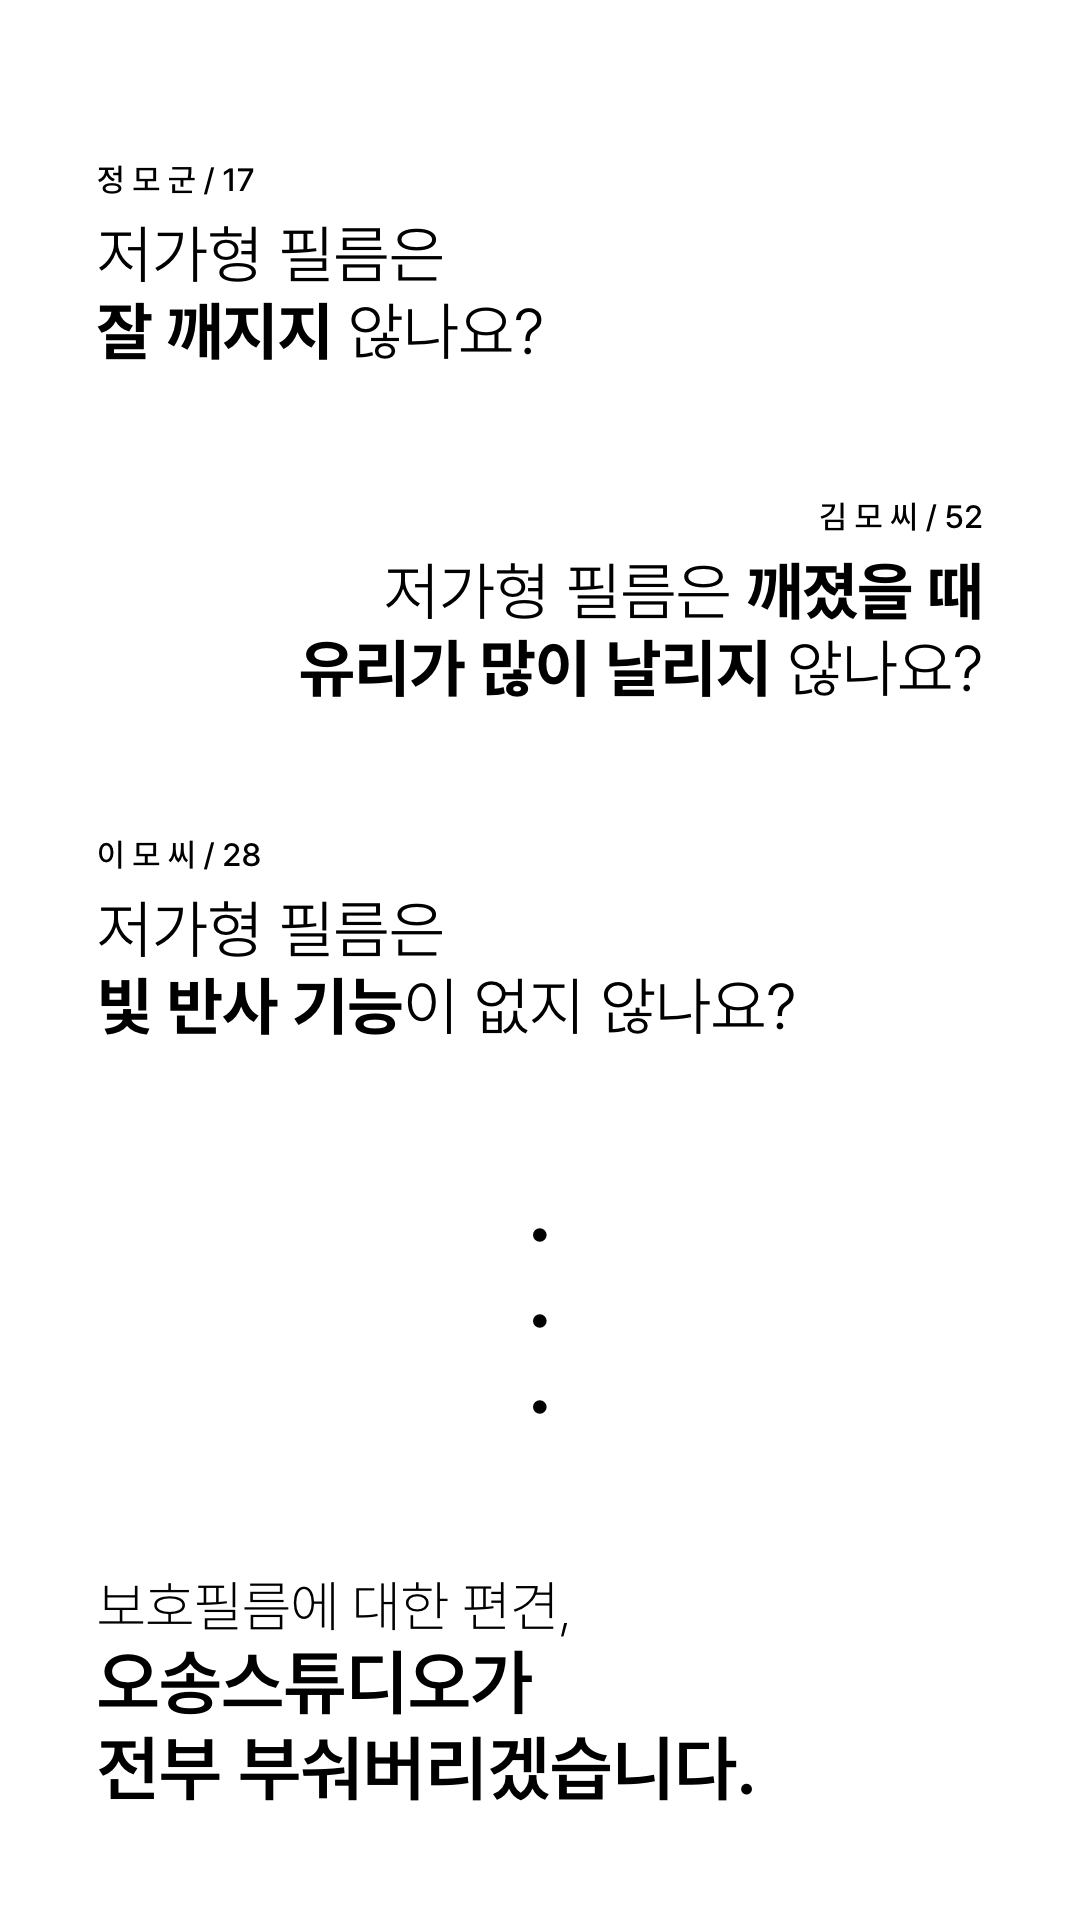 정 모 군 / 17
저가형 필름은
잘 깨지지 않나요?
김 모 씨 / 52
저가형 필름은 깨졌을 때
유리가 많이 날리지 않나요?
이 모 씨 / 28
저가형 필름은
빛 반사 기능이 없지 않나요?
보호필름에 대한 편견,
오송스튜디오가
전부 부숴버리겠습니다.